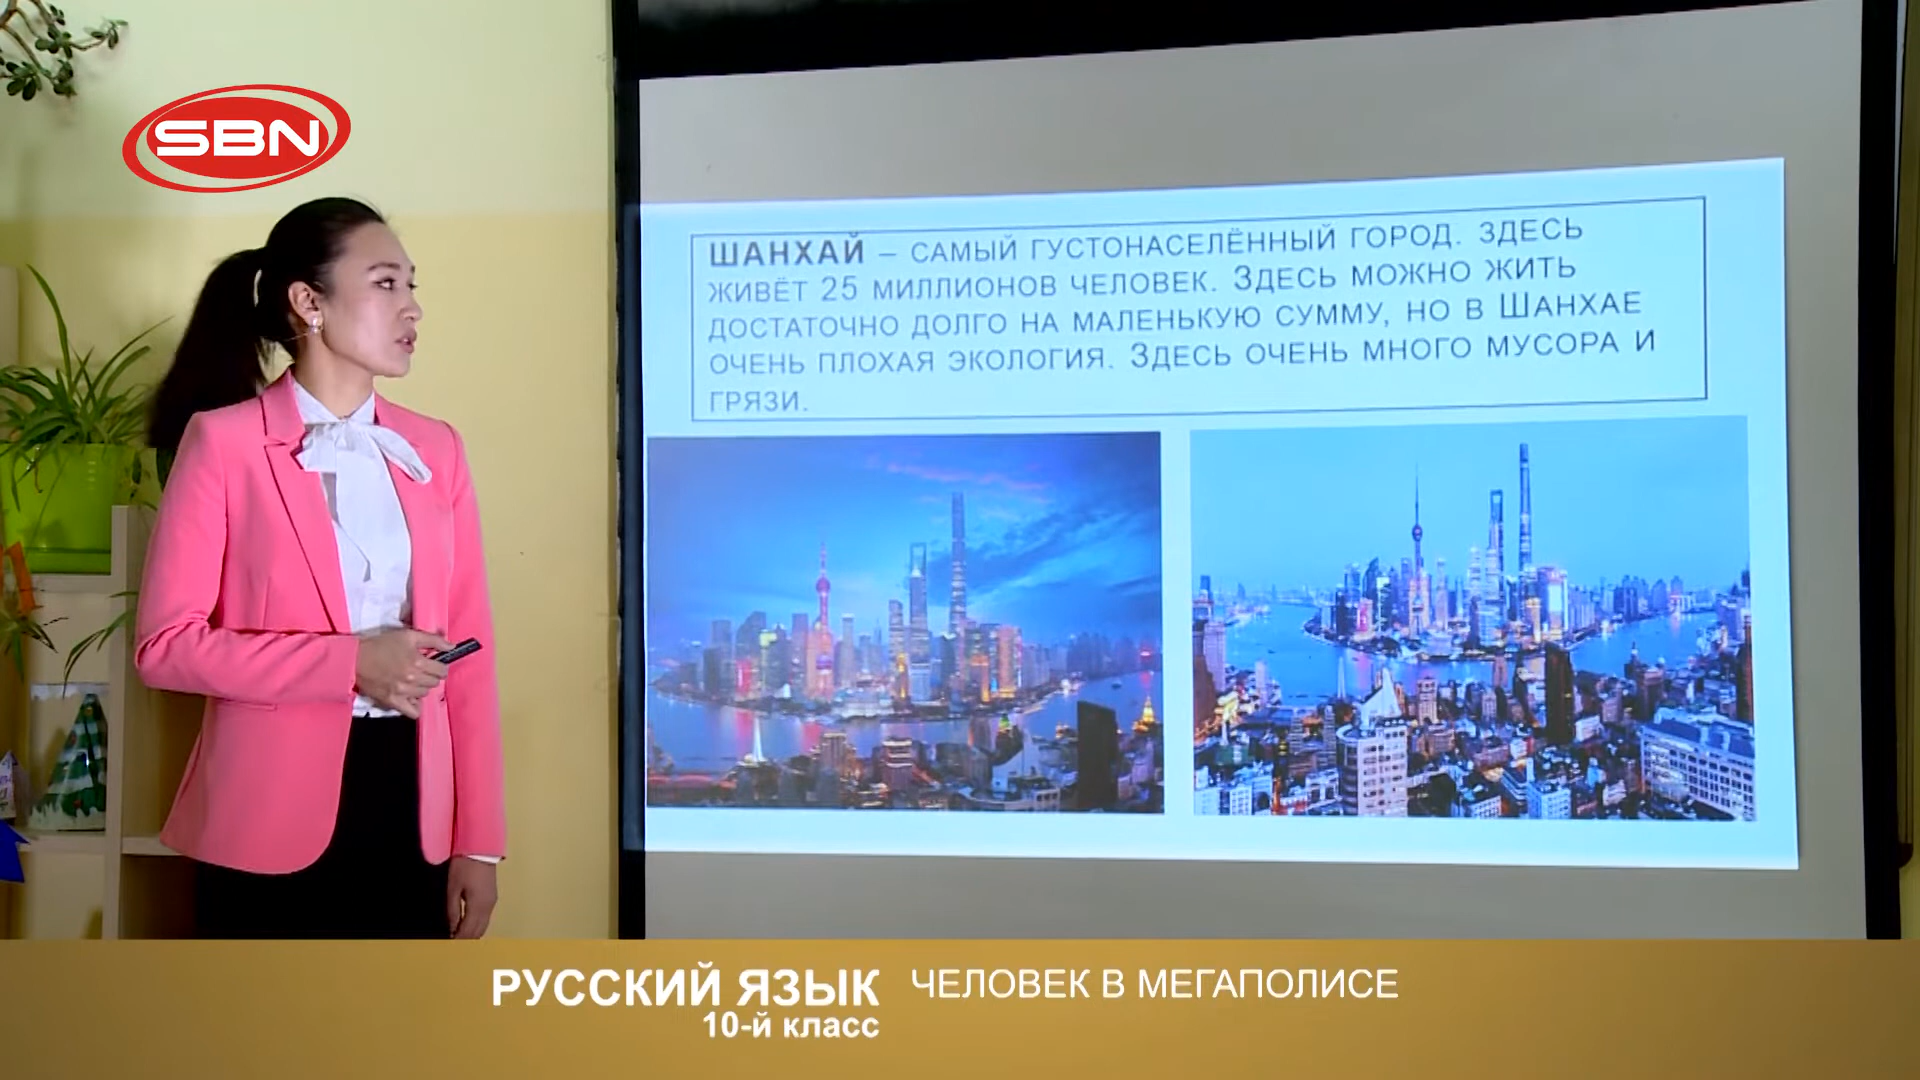 SBN
ШАНХАЙ – САМЫЙ ГУСТОНАСЕЛЁННЫЙ ГОРОД. ЗДЕСЬ
ЖИВЁТ 25 МИЛЛИОНОВ ЧЕЛОВЕК. ЗДЕСЬ МОЖНО ЖИТЬ
ДОСТАТОЧНО ДОЛГО НА МАЛЕНЬКУЮ СУММУ, НО В ШАНХАЕ
ОЧЕНЬ ПЛОХАЯ ЭКОЛОГИЯ. ЗДЕСЬ ОЧЕНЬ МНОГО МУСОРА И
ГРЯЗИ.
РУССКИЙ ЯЗЫК ЧЕЛОВЕК В МЕГАПОЛИСЕ
10-й класс